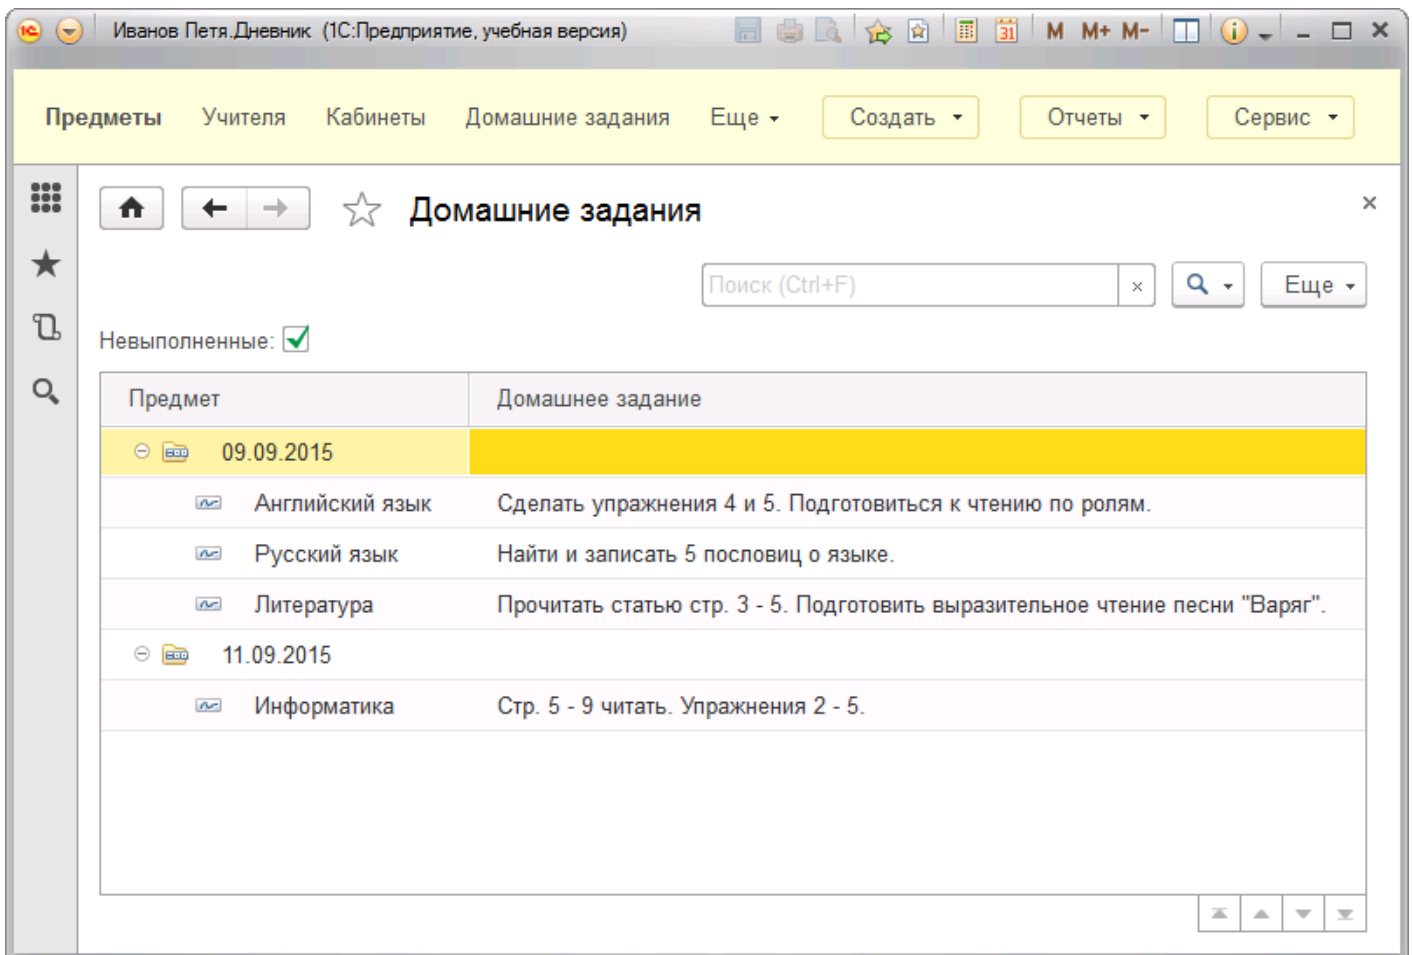 Иванов Петя.Дневник (1С:Предприятие, учебная версия) 31 M M+ M-
Предметы Учителя Кабинеты Домашние задания Еще Создать Отчеты Сервис
Домашние задания
Поиск (Ctrl+F) Еще
Невыполненные:
Предмет Домашнее задание
09.09.2015
Английский язык Сделать упражнения 4 и 5. Подготовиться к чтению по ролям.
Русский язык Найти и записать 5 пословиц о языке.
Литература Прочитать статью стр. 3 - 5. Подготовить выразительное чтение песни "Варяг".
11.09.2015
Информатика Стр. 5 - 9 читать. Упражнения 2 - 5.